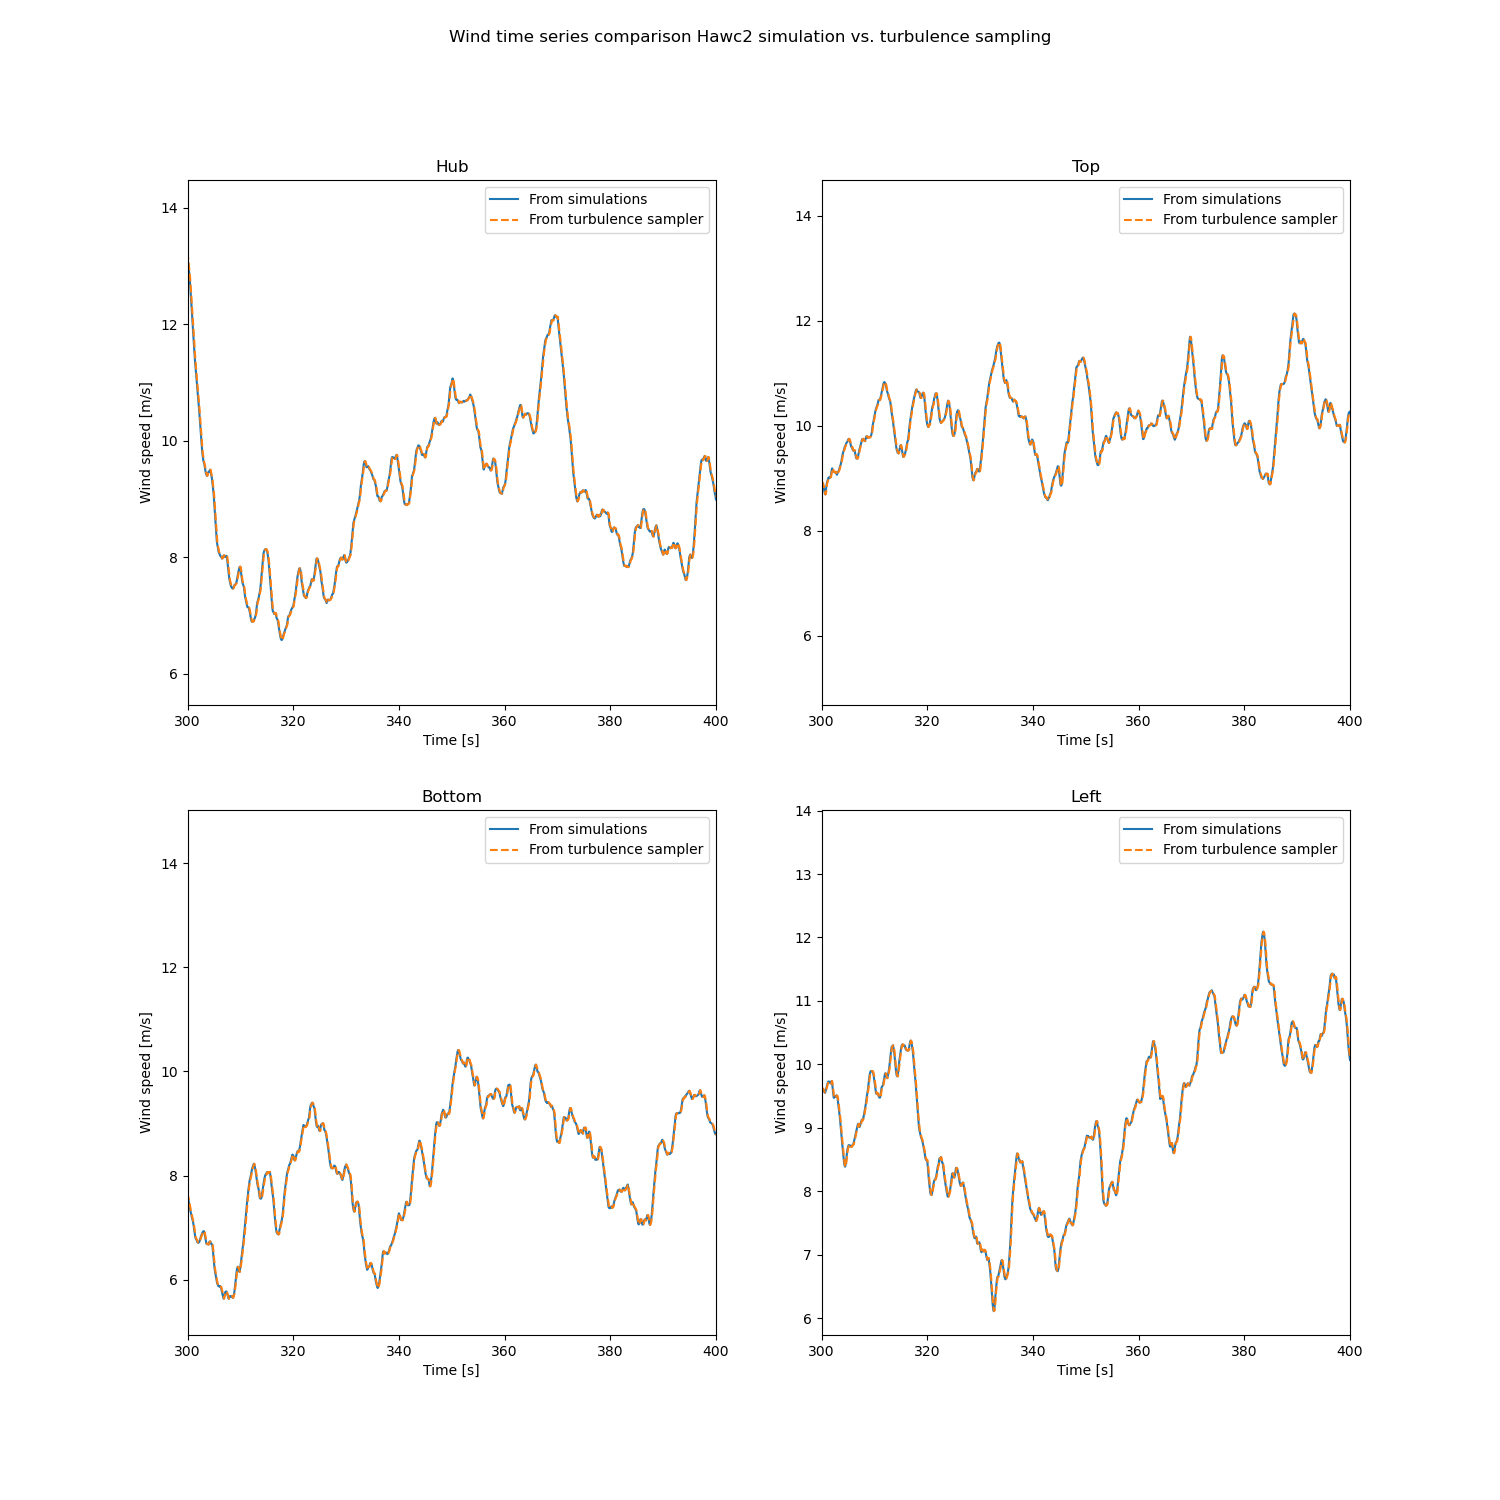 Wind time series comparison Hawc2 simulation vs. turbulence sampling
Hub
From simulations
From turbulence sampler
14
12
10
8
6
Wind speed [m/s]
300 320 340 360 380 400
Time [s]
Top
From simulations
From turbulence sampler
14
12
10
8
6
Wind speed [m/s]
300 320 340 360 380 400
Time [s]
Bottom
From simulations
From turbulence sampler
14
12
10
8
6
Wind speed [m/s]
300 320 340 360 380 400
Time [s]
Left
From simulations
From turbulence sampler
14
13
12
11
10
9
8
7
6
Wind speed [m/s]
300 320 340 360 380 400
Time [s]